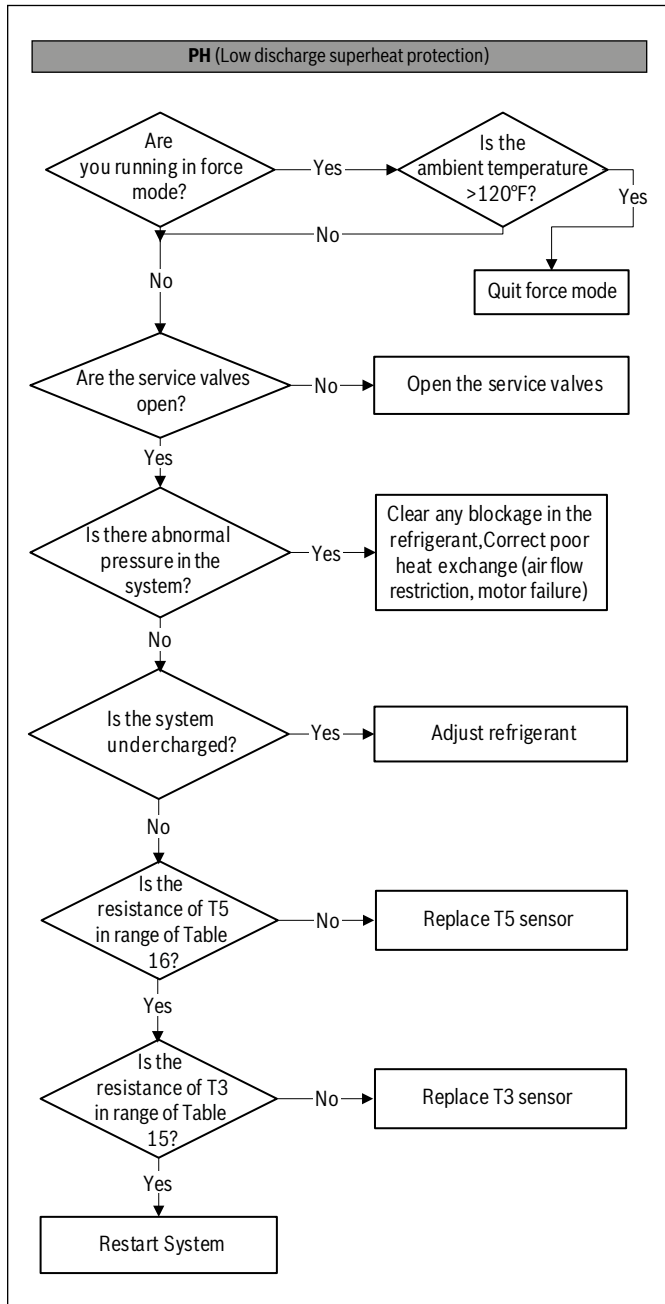 PH (Low discharge superheat protection)
Are
you running in force
mode?
Yes
Is the
ambient temperature
>120°F?
Yes
No
No
Quit force mode
Are the service valves
open?
No
Open the service valves
Yes
Is there abnormal
pressure in the
system?
Yes
Clear any blockage in the
refrigerant,Correct poor
heat exchange (air flow
restriction, motor failure)
No
Is the system
undercharged?
Yes
Adjust refrigerant
No
Is the
resistance of T5
in range of Table
16?
No
Replace T5 sensor
Yes
Is the
resistance of T3
in range of Table
15?
No
Replace T3 sensor
Yes
Restart System